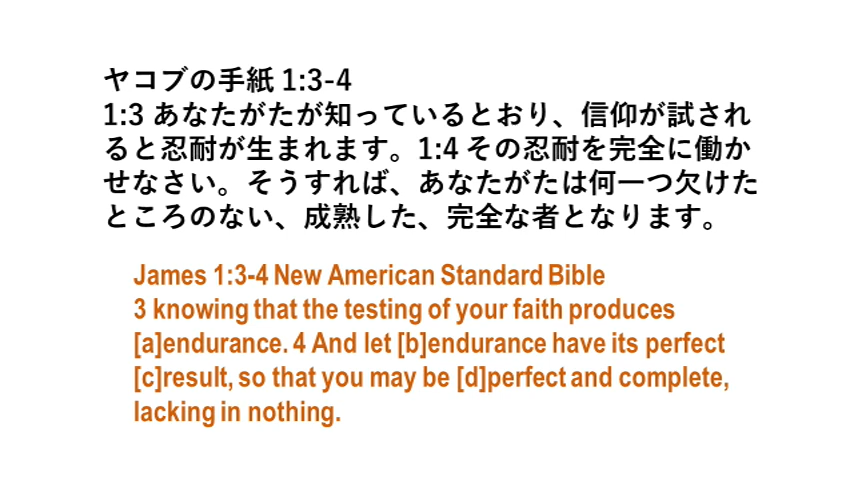 ヤコブの手紙 1:3-4
1:3 あなたがたが知っているとおり、信仰が試され
ると忍耐が生まれます。1:4 その忍耐を完全に働か
せなさい。そうすれば、あなたがたは何一つ欠けた
ところのない、成熟した、完全な者となります。
James 1:3-4 New American Standard Bible
3 knowing that the testing of your faith produces
[a]endurance. 4 And let [b]endurance have its perfect
[c]result, so that you may be [d]perfect and complete,
lacking in nothing.